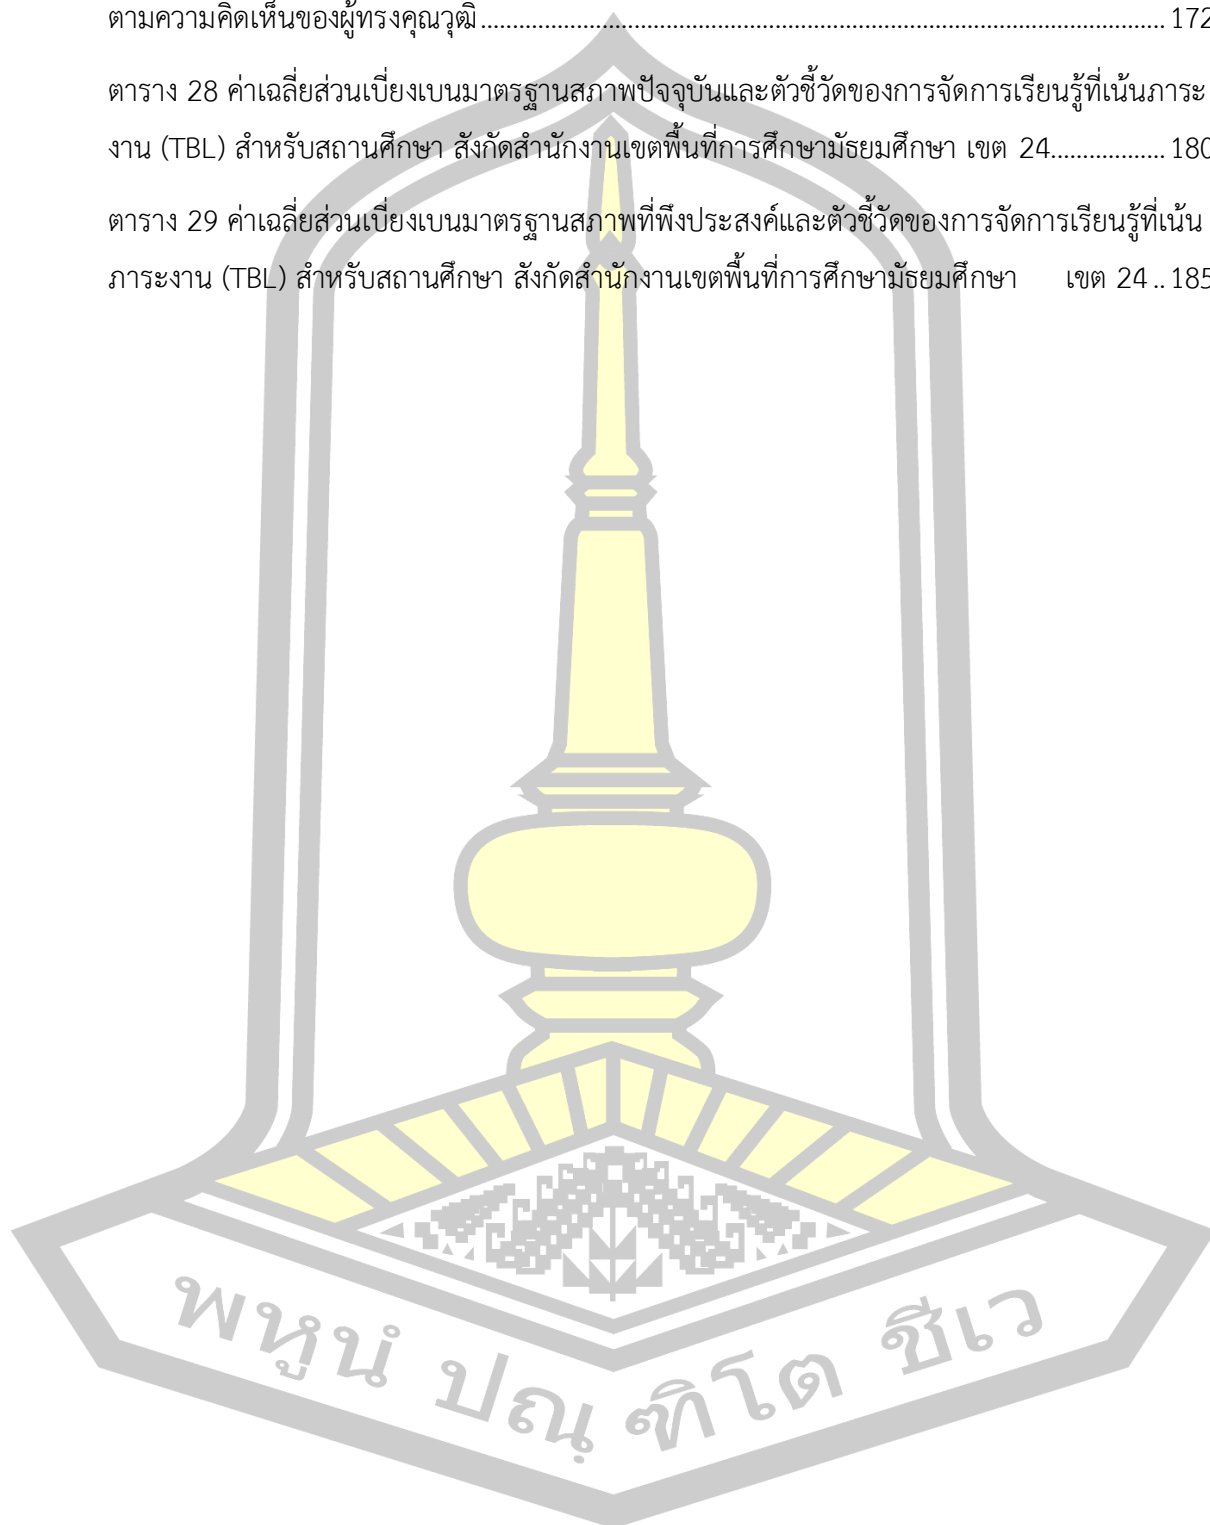 ตามความคิดเห็นของผู้ทรงคุณวุฒิ........................................................................................................................ 172
ตาราง 28 ค่าเฉลี่ยส่วนเบี่ยงเบนมาตรฐานสภาพปัจจุบันและตัวชี้วัดของการจัดการเรียนรู้ที่เน้นภาระ
งาน (TBL) สำหรับสถานศึกษา สังกัดสำนักงานเขตพื้นที่การศึกษามัธยมศึกษา เขต 24.................. 180
ตาราง 29 ค่าเฉลี่ยส่วนเบี่ยงเบนมาตรฐานสภาพที่พึงประสงค์และตัวชี้วัดของการจัดการเรียนรู้ที่เน้น
ภาระงาน (TBL) สำหรับสถานศึกษา สังกัดสำนักงานเขตพื้นที่การศึกษามัธยมศึกษา เขต 24 .. 185
พหูนํ ปณฺ ฑิโต ชีเว